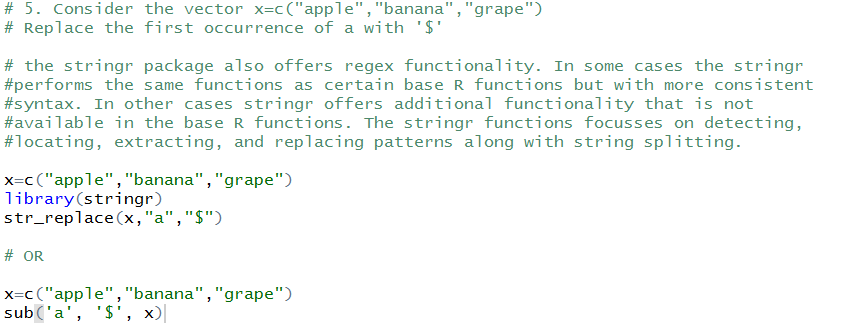 # 5. Consider the vector x=c("apple","banana","grape")
# Replace the first occurrence of a with '$'
# the stringr package also offers regex functionality. In some cases the stringr
#performs the same functions as certain base R functions but with more consistent
#syntax. In other cases stringr offers additional functionality that is not
#available in the base R functions. The stringr functions focusses on detecting,
#locating, extracting, and replacing patterns along with string splitting.
x=c("apple","banana","grape")
library(stringr)
str_replace(x,"a","$")
# OR
x=c("apple","banana","grape")
sub('a', '$', x)